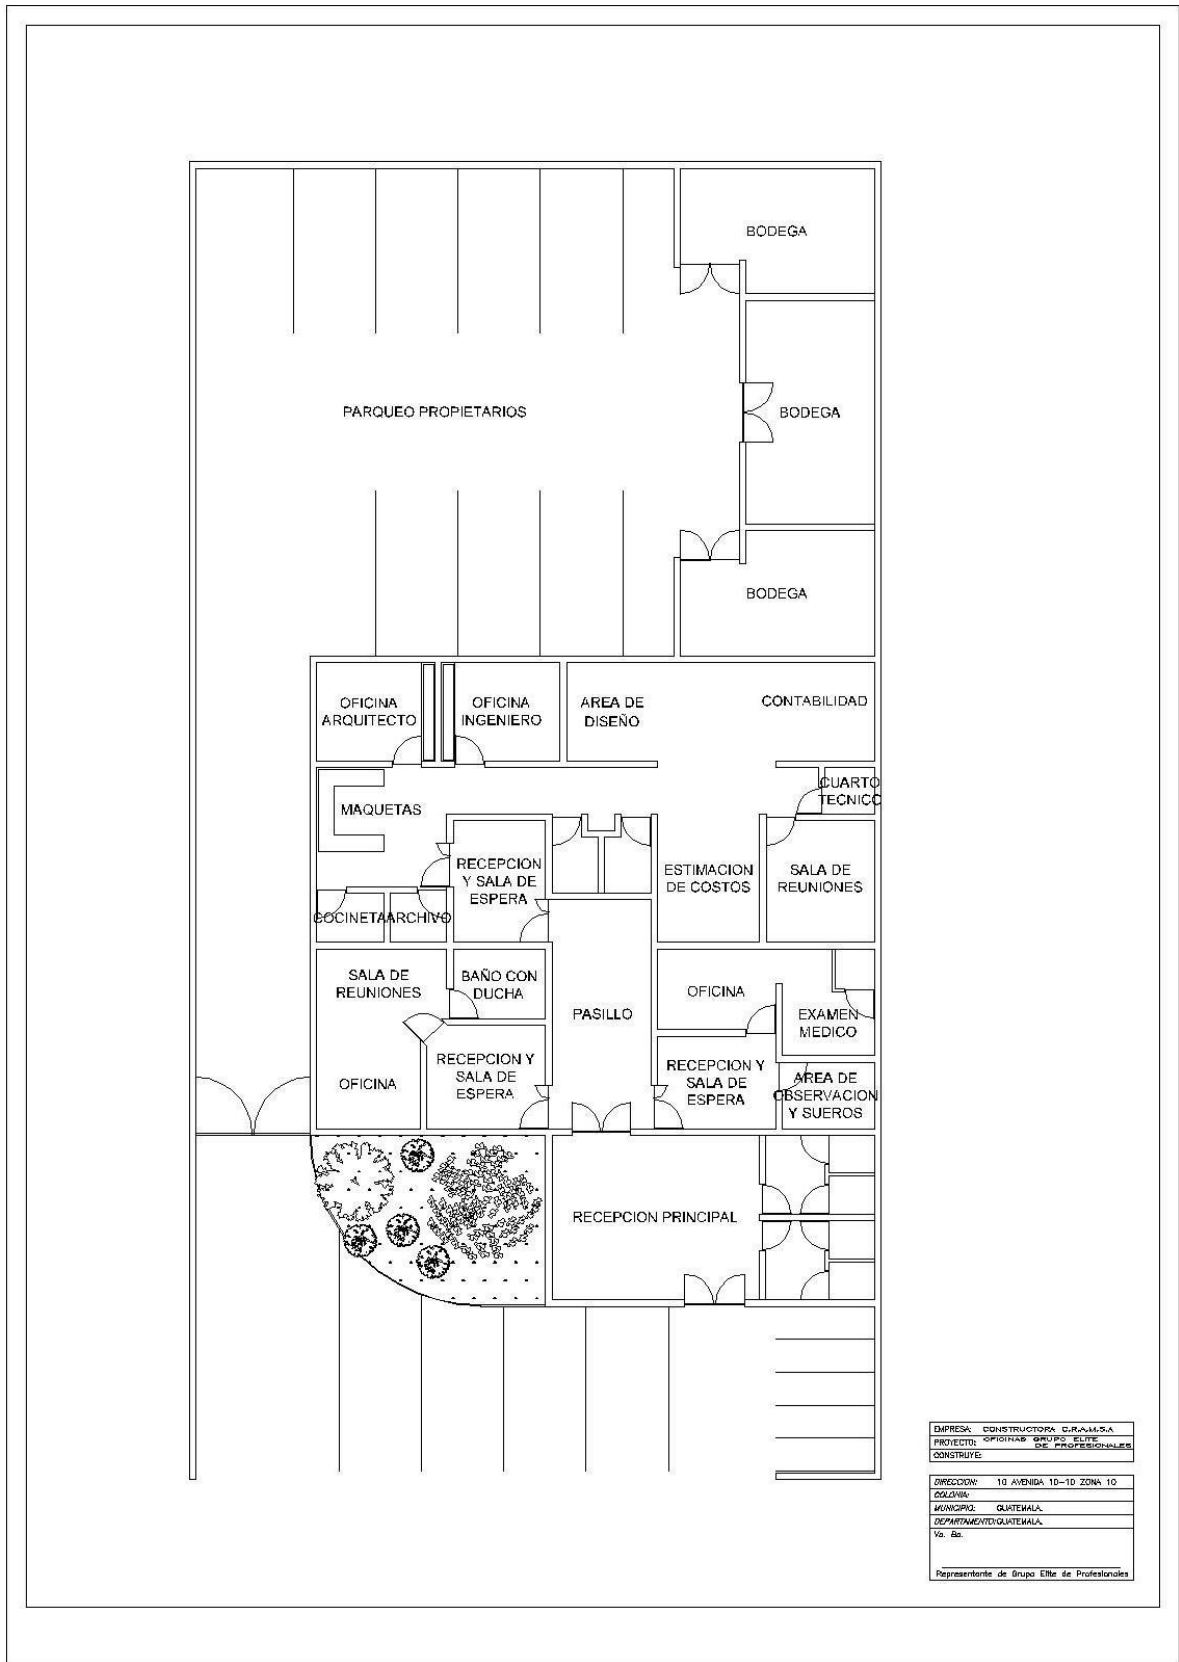 BODEGA
PARQUEO PROPIETARIOS
BODEGA
BODEGA
OFICINA
ARQUITECTO
OFICINA
INGENIERO
AREA DE
DISEÑO
CONTABILIDAD
CUARTO
TECNICO
MAQUETAS
RECEPCION
Y SALA DE
ESPERA
ESTIMACION
DE COSTOS
SALA DE
REUNIONES
COCINETA
ARCHIVO
SALA DE
REUNIONES
BAÑO CON
DUCHA
PASILLO
OFICINA
EXAMEN
MEDICO
OFICINA
RECEPCION Y
SALA DE
ESPERA
RECEPCION Y
SALA DE
ESPERA
AREA DE
OBSERVACION
Y SUEROS
RECEPCION PRINCIPAL
EMPRESA: CONSTRUCTORA C.R.A.M.S.A
PROYECTO: OFICINAS GRUPO ELITE
DE PROFESIONALES
CONSTRUYE:
DIRECCION: 10 AVENIDA 10-10 ZONA 10
COLONIA:
MUNICIPIO: GUATEMALA.
DEPARTAMENTO: GUATEMALA.
Vo. Bo.
Representante de Grupo Elite de Profesionales